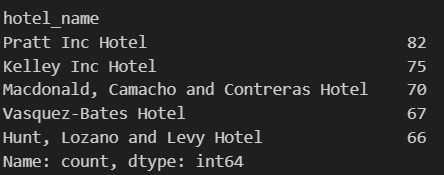 hotel_name
Pratt Inc Hotel 82
Kelley Inc Hotel 75
Macdonald, Camacho and Contreras Hotel 70
Vasquez-Bates Hotel 67
Hunt, Lozano and Levy Hotel 66
Name: count, dtype: int64